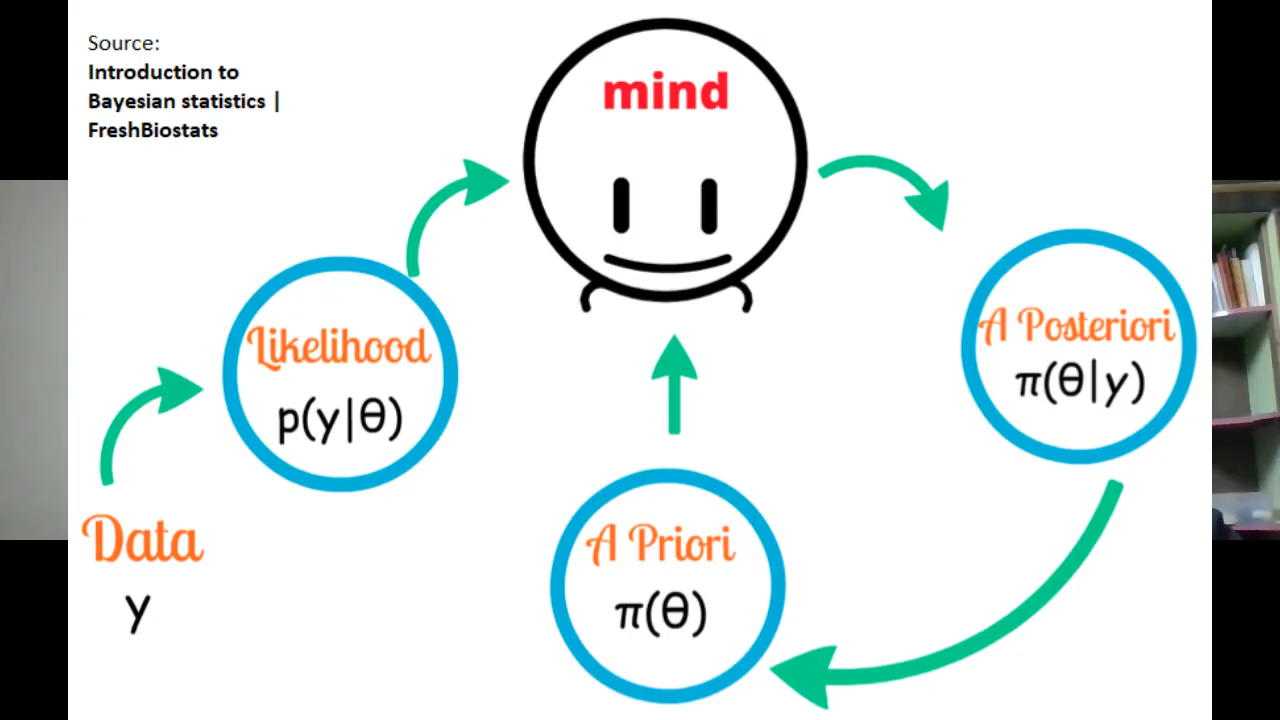 Source:
Introduction to
Bayesian statistics |
FreshBiostats
mind
Likelihood
p(y|θ)
A Posteriori
π(θ|y)
Data
y
A Priori
π(θ)